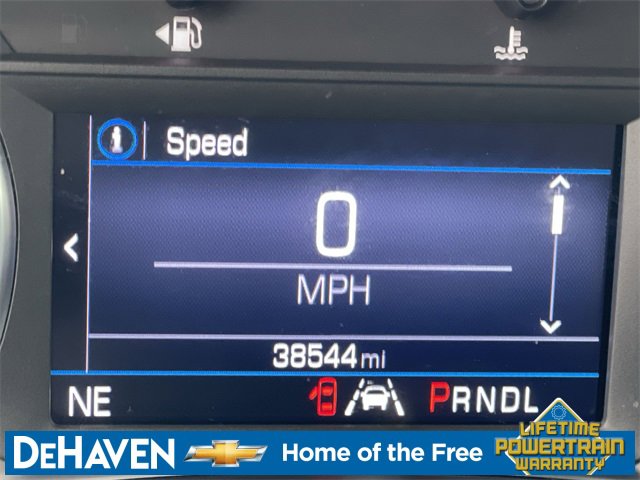 Speed
0
MPH
38544 mi
NE
PRNDL
DEHAVEN Home of the Free
LIFETIME
POWERTRAIN
WARRANTY